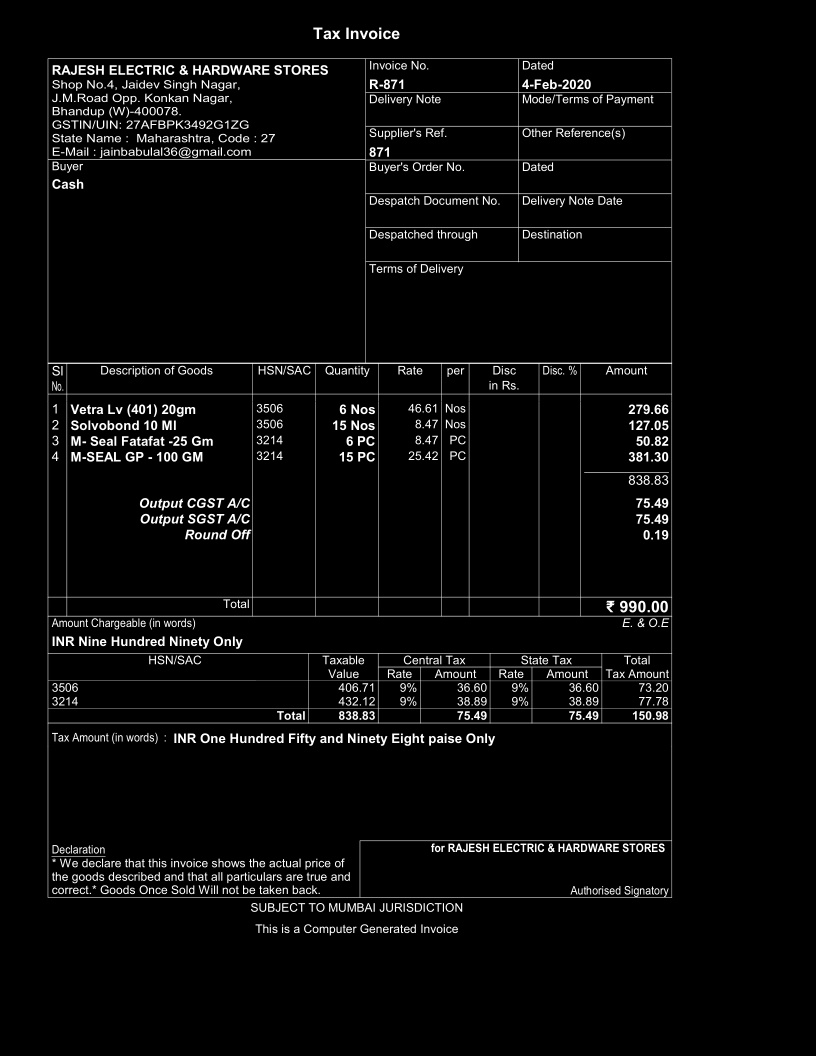 Tax Invoice
RAJESH ELECTRIC & HARDWARE STORES
Shop No.4, Jaidev Singh Nagar,
J.M.Road Opp. Konkan Nagar,
Bhandup (W)-400078.
GSTIN/UIN: 27AFBPK3492G1ZG
State Name : Maharashtra, Code : 27
E-Mail : jainbabulal36@gmail.com
Buyer
Cash
Invoice No. Dated
R-871 4-Feb-2020
Delivery Note Mode/Terms of Payment
Supplier's Ref. Other Reference(s)
871
Buyer's Order No. Dated
Despatch Document No. Delivery Note Date
Despatched through Destination
Terms of Delivery
Sl Description of Goods HSN/SAC Quantity Rate per Disc Disc. % Amount
No. in Rs.
1 Vetra Lv (401) 20gm 3506 6 Nos 46.61 Nos 279.66
2 Solvobond 10 Ml 3506 15 Nos 8.47 Nos 127.05
3 M- Seal Fatafat -25 Gm 3214 6 PC 8.47 PC 50.82
4 M-SEAL GP - 100 GM 3214 15 PC 25.42 PC 381.30
838.83
Output CGST A/C 75.49
Output SGST A/C 75.49
Round Off 0.19
Total ₹ 990.00
Amount Chargeable (in words) E. & O.E
INR Nine Hundred Ninety Only
HSN/SAC Taxable Central Tax State Tax Total
Value Rate Amount Rate Amount Tax Amount
3506 406.71 9% 36.60 9% 36.60 73.20
3214 432.12 9% 38.89 9% 38.89 77.78
Total 838.83 75.49 75.49 150.98
Tax Amount (in words) : INR One Hundred Fifty and Ninety Eight paise Only
Declaration
* We declare that this invoice shows the actual price of
the goods described and that all particulars are true and
correct.* Goods Once Sold Will not be taken back.
for RAJESH ELECTRIC & HARDWARE STORES
Authorised Signatory
SUBJECT TO MUMBAI JURISDICTION
This is a Computer Generated Invoice